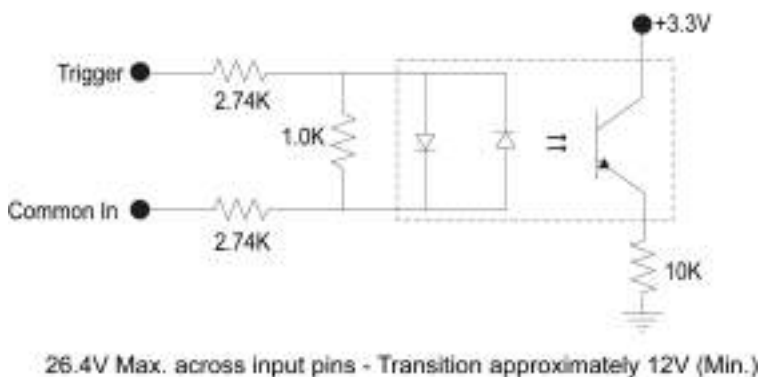 +3.3V
Trigger
2.74K
1.0K
Common In
2.74K
10K
26.4V Max. across input pins - Transition approximately 12V (Min.)